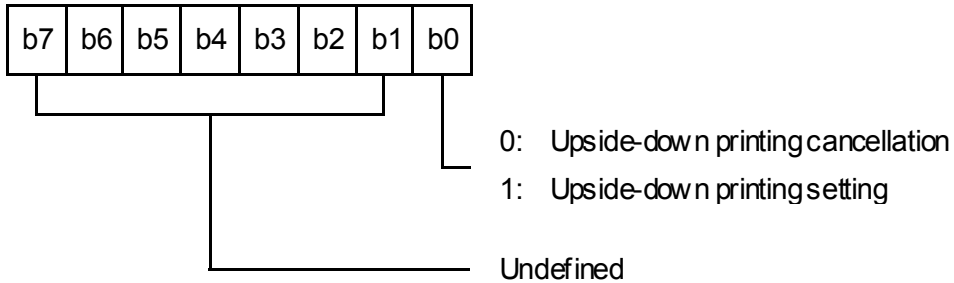 b7 b6 b5 b4 b3 b2 b1 b0
0: Upside-down printing cancellation
1: Upside-down printing setting
Undefined